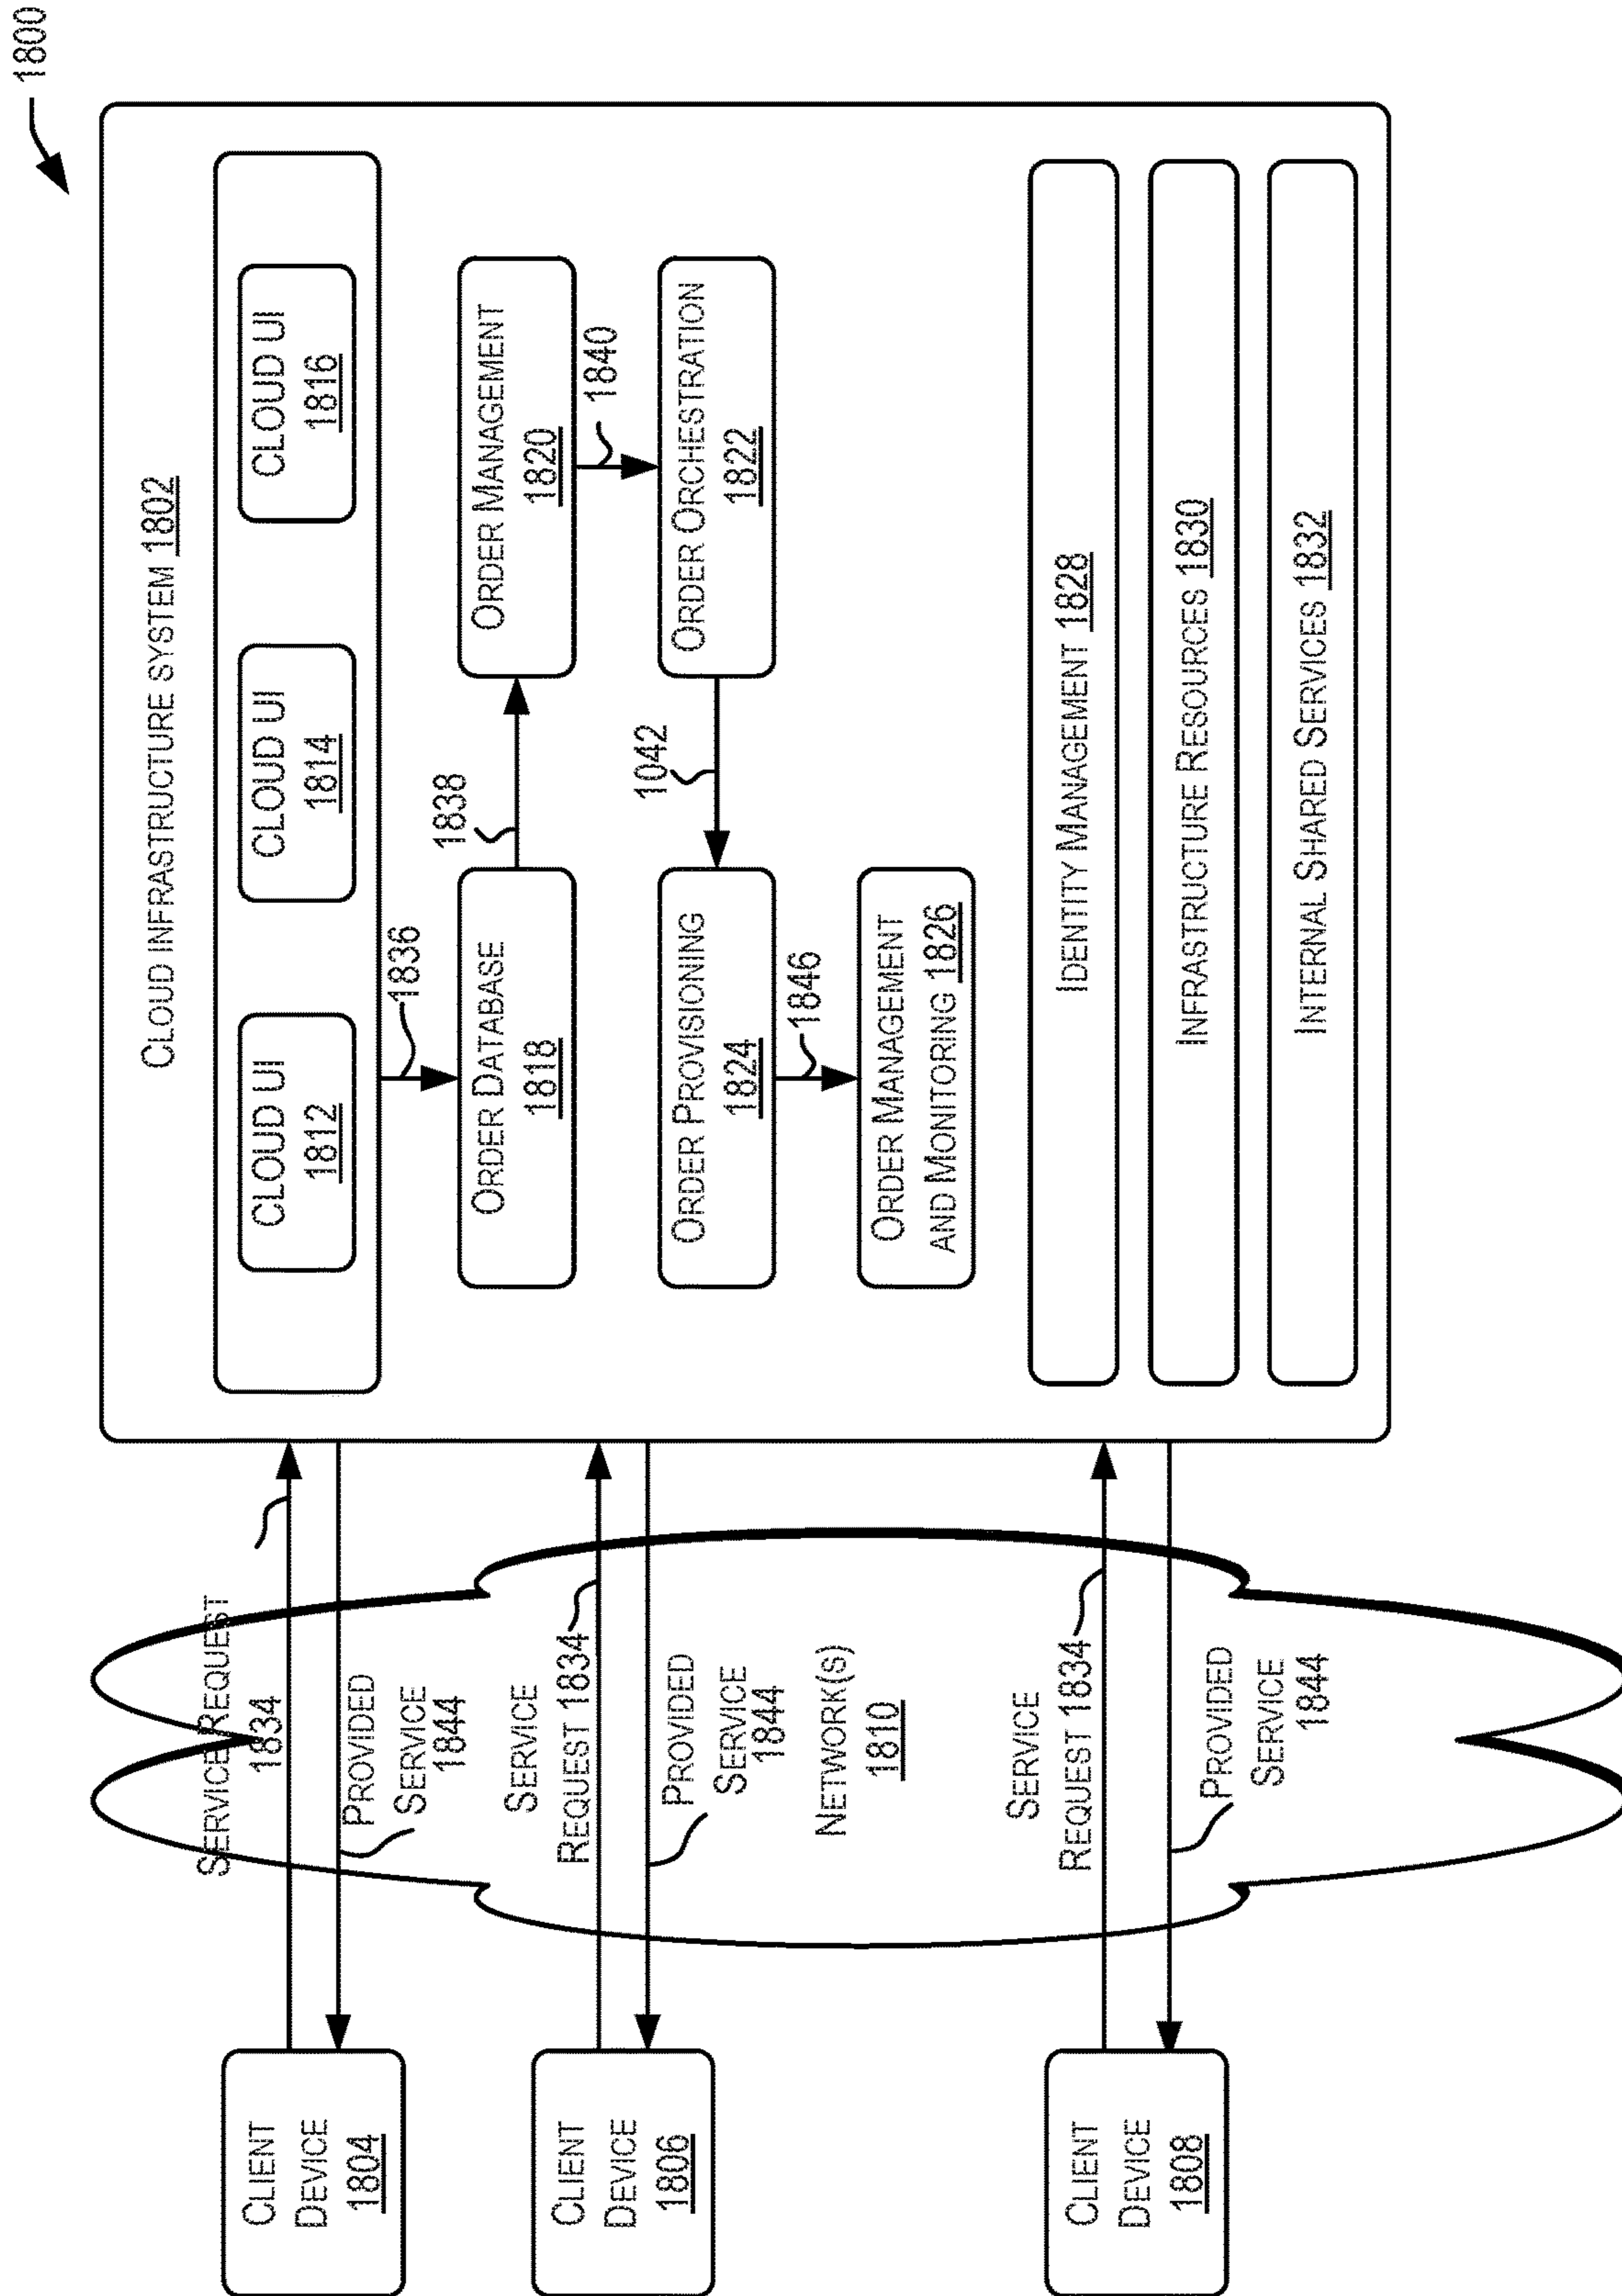 1800
CLOUD INFRASTRUCTURE SYSTEM 1802
CLOUD UI
1812
CLOUD UI
1814
CLOUD UI
1816
1836
ORDER DATABASE
1818
1838
ORDER MANAGEMENT
1820
1840
ORDER ORCHESTRATION
1822
1042
ORDER PROVISIONING
1824
1846
ORDER MANAGEMENT
AND MONITORING 1826
IDENTITY MANAGEMENT 1828
INFRASTRUCTURE RESOURCES 1830
INTERNAL SHARED SERVICES 1832
CLIENT
DEVICE
1804
SERVICE REQUEST
1834
PROVIDED
SERVICE
1844
CLIENT
DEVICE
1806
SERVICE
REQUEST 1834
PROVIDED
SERVICE
1844
NETWORK(S)
1810
CLIENT
DEVICE
1808
SERVICE
REQUEST 1834
PROVIDED
SERVICE
1844